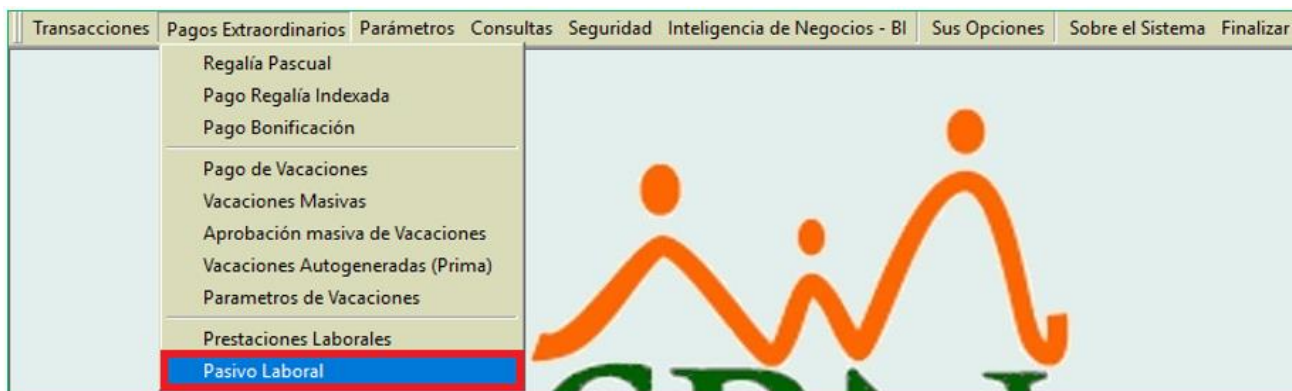 Transacciones Pagos Extraordinarios Parámetros Consultas Seguridad Inteligencia de Negocios - BI Sus Opciones Sobre el Sistema Finalizar
Regalía Pascual
Pago Regalía Indexada
Pago Bonificación
Pago de Vacaciones
Vacaciones Masivas
Aprobación masiva de Vacaciones
Vacaciones Autogeneradas (Prima)
Parametros de Vacaciones
Prestaciones Laborales
Pasivo Laboral